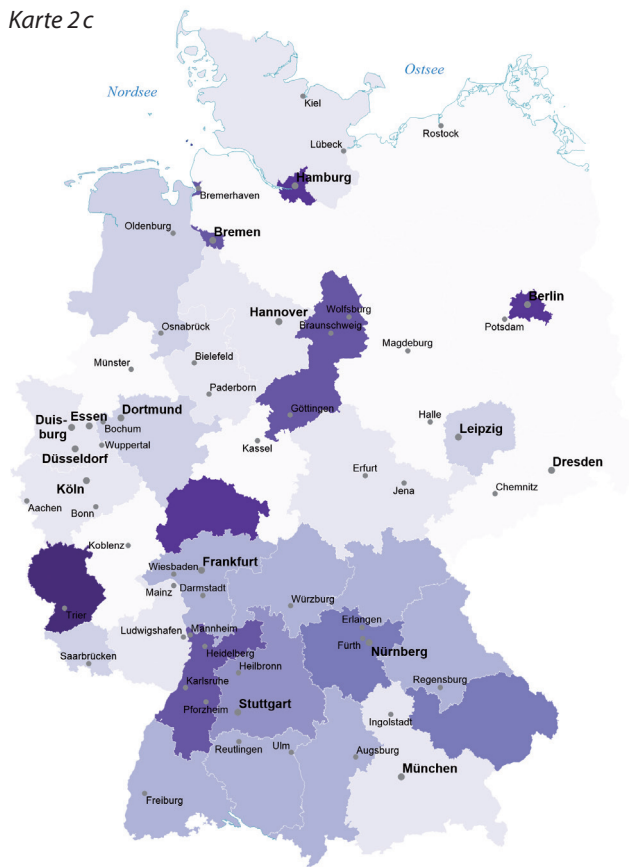 Karte 2 c
Nordsee
Ostsee
Kiel
Rostock
Lübeck
Hamburg
Bremerhaven
Oldenburg
Bremen
Berlin
Wolfsburg
Hannover
Braunschweig
Potsdam
Osnabrück
Magdeburg
Bielefeld
Münster
Paderborn
Göttingen
Dortmund
Essen
Duis-
burg
Bochum
Halle
Leipzig
Wuppertal
Kassel
Düsseldorf
Dresden
Erfurt
Köln
Jena
Chemnitz
Aachen
Bonn
Koblenz
Frankfurt
Wiesbaden
Mainz
Darmstadt
Würzburg
Trier
Erlangen
Ludwigshafen
Mannheim
Fürth
Nürnberg
Heidelberg
Saarbrücken
Heilbronn
Regensburg
Karlsruhe
Pforzheim
Stuttgart
Ingolstadt
Reutlingen
Ulm
Augsburg
München
Freiburg